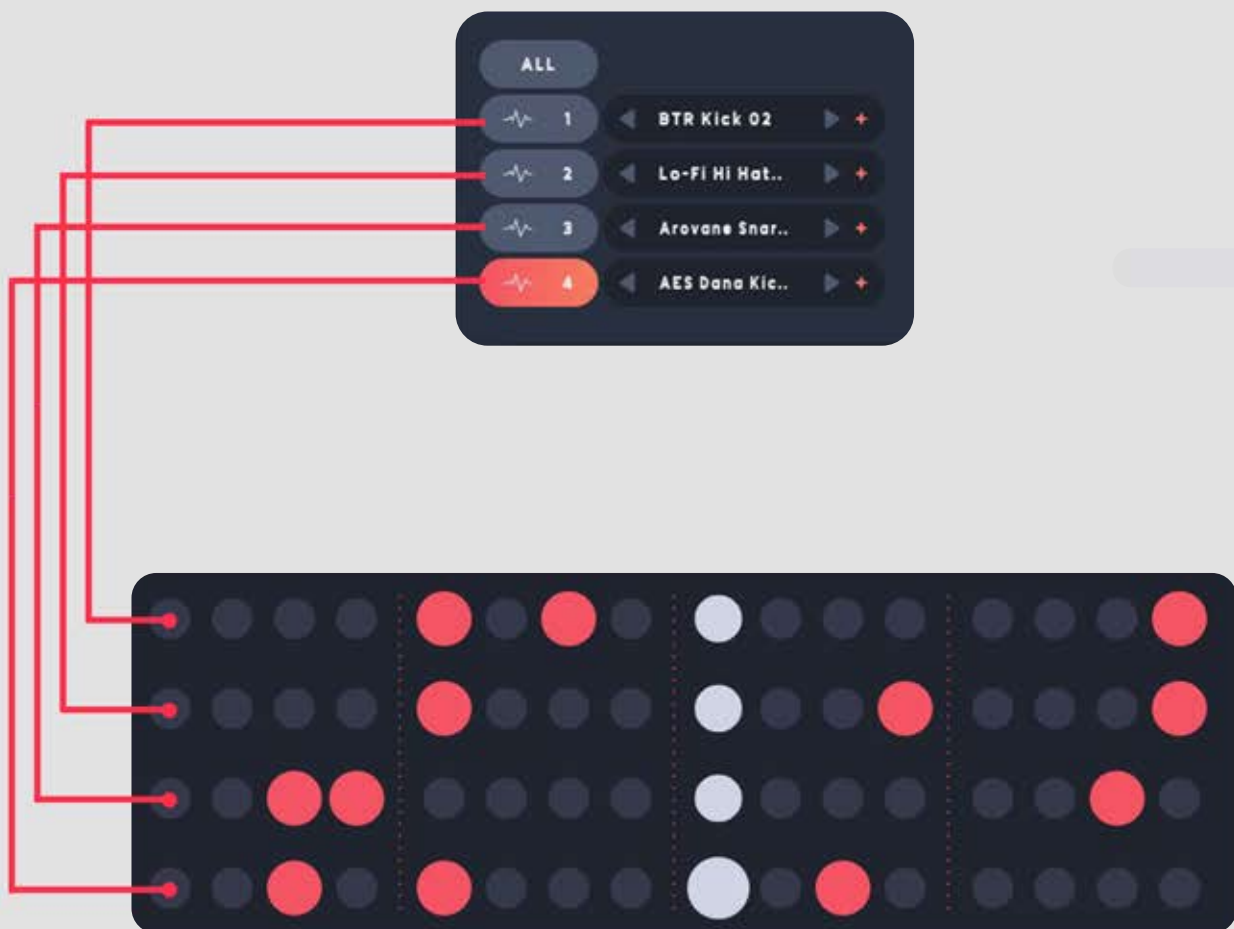 ALL
1 BTR Kick 02 +
2 Lo-Fi Hi Hat.. +
3 Arovane Snar.. +
4 AES Dana Kic.. +